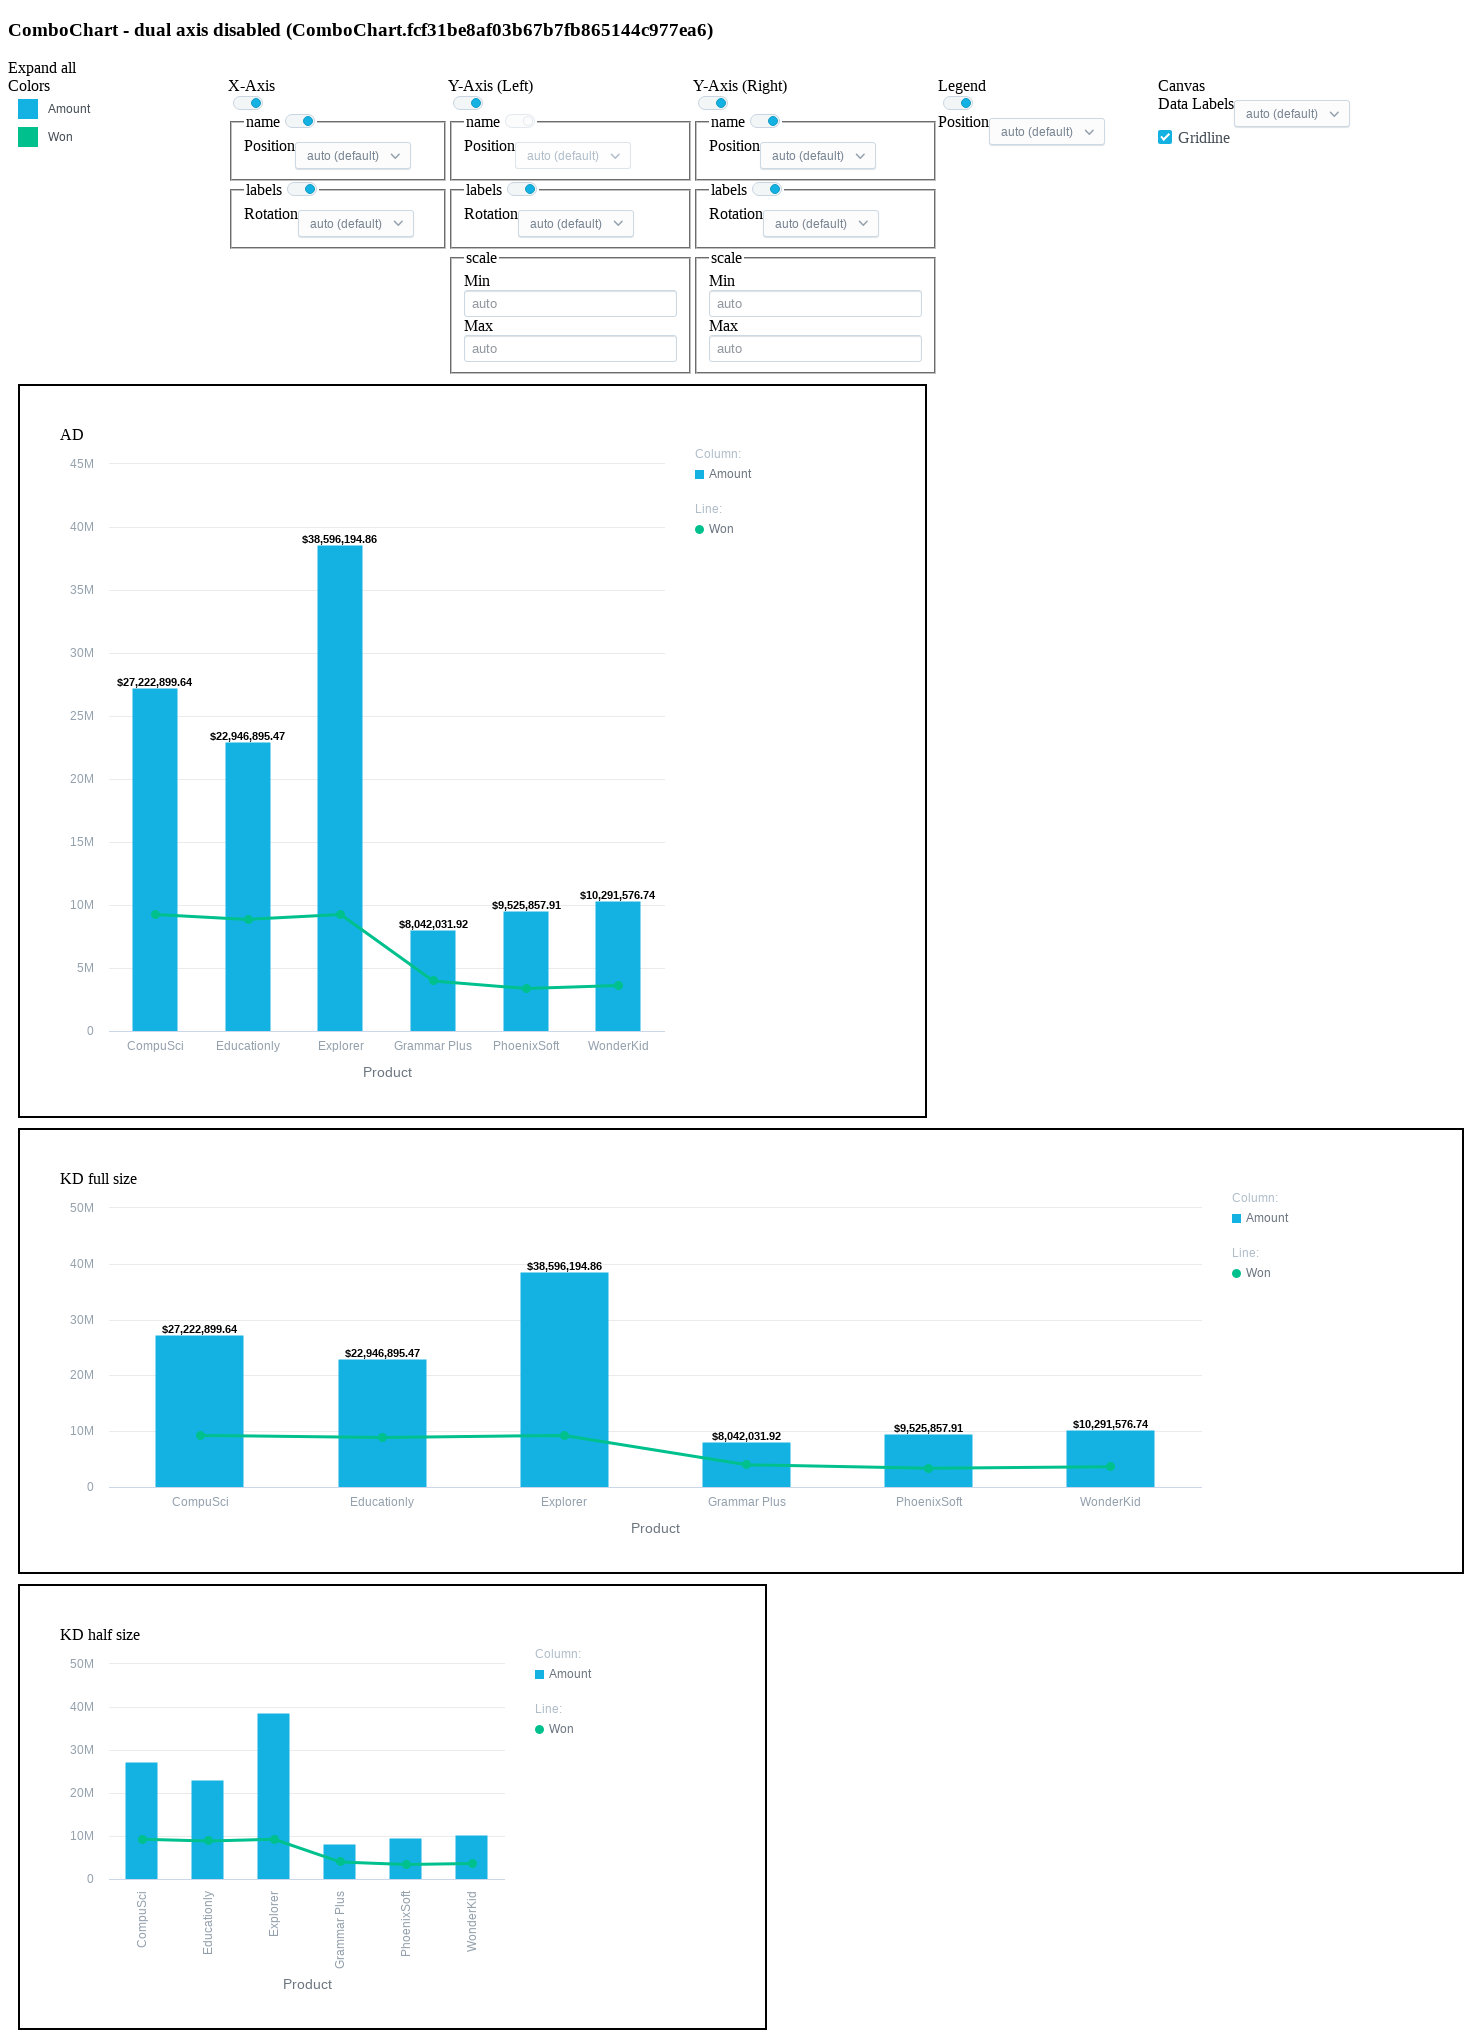 ComboChart - dual axis disabled (ComboChart.fcf31be8af03b67b7fb865144c977ea6)
Expand all
Colors
Amount
Won
X-Axis
name
Position auto (default)
labels
Rotation auto (default)
Y-Axis (Left)
name
Position auto (default)
labels
Rotation auto (default)
scale
Min
auto
Max
auto
Y-Axis (Right)
name
Position auto (default)
labels
Rotation auto (default)
scale
Min
auto
Max
auto
Legend
Position auto (default)
Canvas
Data Labels auto (default)
Gridline
AD
45M
40M
35M
30M
25M
20M
15M
10M
5M
0
$27,222,899.64
$22,946,895.47
$38,596,194.86
$8,042,031.92
$9,525,857.91
$10,291,576.74
CompuSci Educationly Explorer Grammar Plus PhoenixSoft WonderKid
Product
Column:
Amount
Line:
Won
KD full size
50M
40M
30M
20M
10M
0
$27,222,899.64
$22,946,895.47
$38,596,194.86
$8,042,031.92
$9,525,857.91
$10,291,576.74
CompuSci Educationly Explorer Grammar Plus PhoenixSoft WonderKid
Product
Column:
Amount
Line:
Won
KD half size
50M
40M
30M
20M
10M
0
CompuSci
Educationly
Explorer
Grammar Plus
PhoenixSoft
WonderKid
Product
Column:
Amount
Line:
Won